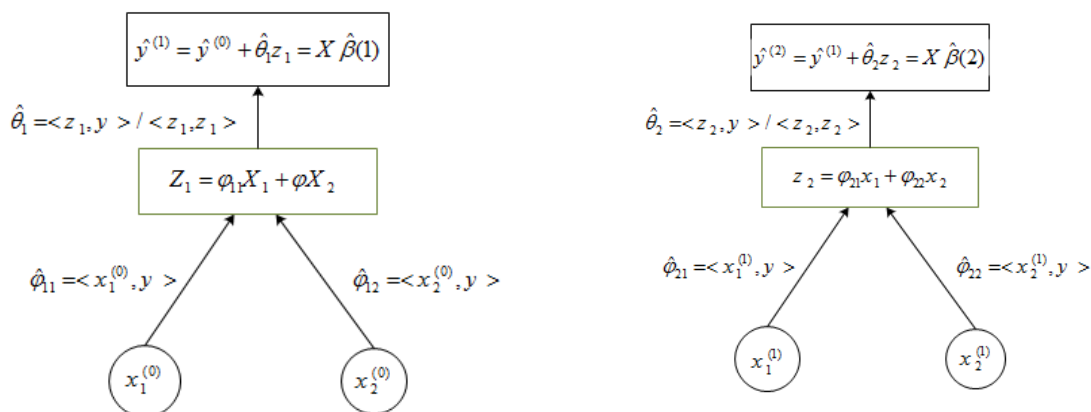 ŷ⁽¹⁾ = ŷ⁽⁰⁾ + θ̂₁z₁ = X β̂(1)
θ̂₁ =< z₁, y > / < z₁, z₁ >
Z₁ = φ₁₁X₁ + φX₂
φ̂₁₁ =< x₁⁽⁰⁾, y >
φ̂₁₂ =< x₂⁽⁰⁾, y >
x₁⁽⁰⁾
x₂⁽⁰⁾
ŷ⁽²⁾ = ŷ⁽¹⁾ + θ̂₂z₂ = X β̂(2)
θ̂₂ =< z₂, y > / < z₂, z₂ >
z₂ = φ₂₁x₁ + φ₂₂x₂
φ̂₂₁ =< x₁⁽¹⁾, y >
φ̂₂₂ =< x₂⁽¹⁾, y >
x₁⁽¹⁾
x₂⁽¹⁾